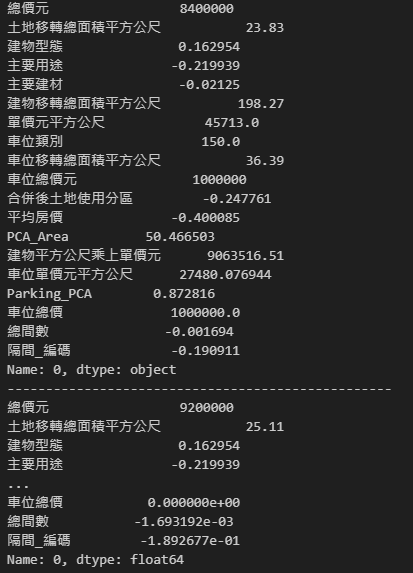 總價元 8400000
土地移轉總面積平方公尺 23.83
建物型態 0.162954
主要用途 -0.219939
主要建材 -0.02125
建物移轉總面積平方公尺 198.27
單價元平方公尺 45713.0
車位類別 150.0
車位移轉總面積平方公尺 36.39
車位總價元 1000000
合併後土地使用分區 -0.247761
平均房價 -0.400085
PCA_Area 50.466503
建物平方公尺乘上單價元 9063516.51
車位單價元平方公尺 27480.076944
Parking_PCA 0.872816
車位總價 1000000.0
總間數 -0.001694
隔間_編碼 -0.190911
Name: 0, dtype: object
--------------------------------------------------
總價元 9200000
土地移轉總面積平方公尺 25.11
建物型態 0.162954
主要用途 -0.219939
...
車位總價 0.000000e+00
總間數 -1.693192e-03
隔間_編碼 -1.892677e-01
Name: 0, dtype: float64